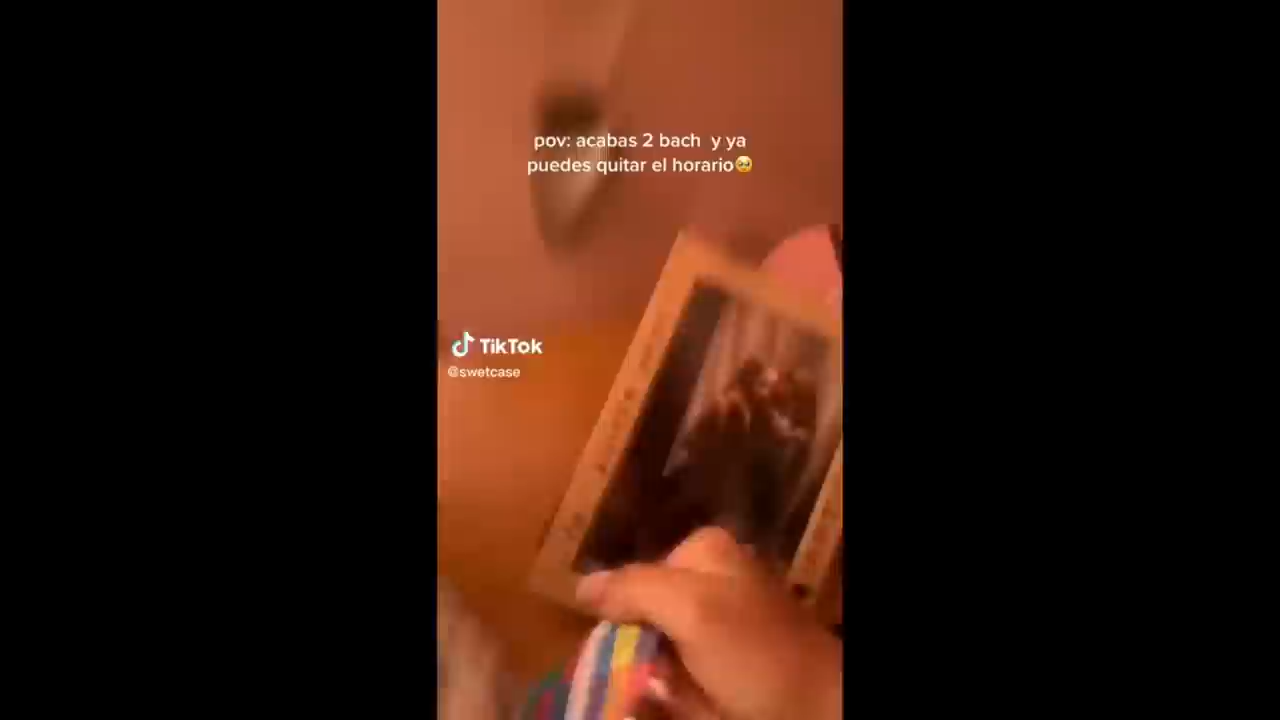 pov: acabas 2 bach y ya
puedes quitar el horario🥹
TikTok
@swetcase